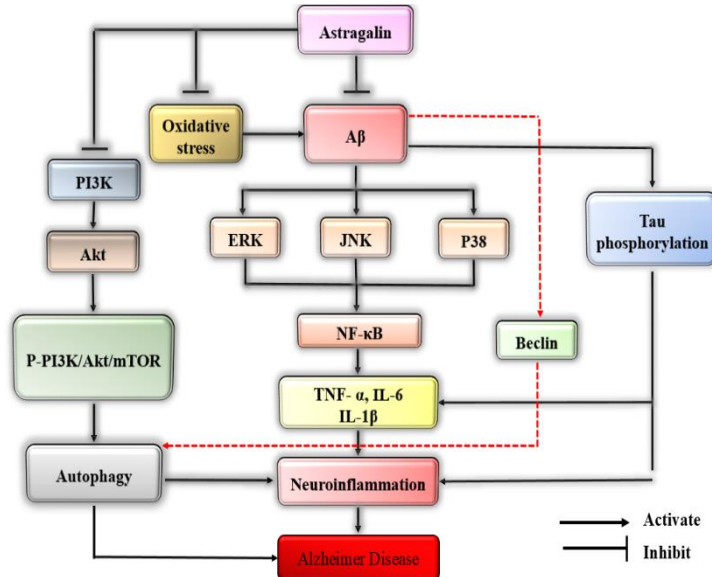 Astragalin
Oxidative
stress
Aβ
PI3K
ERK
JNK
P38
Tau
phosphorylation
Akt
NF-κB
Beclin
P-PI3K/Akt/mTOR
TNF- α, IL-6
IL-1β
Autophagy
Neuroinflammation
Alzheimer Disease
Activate
Inhibit